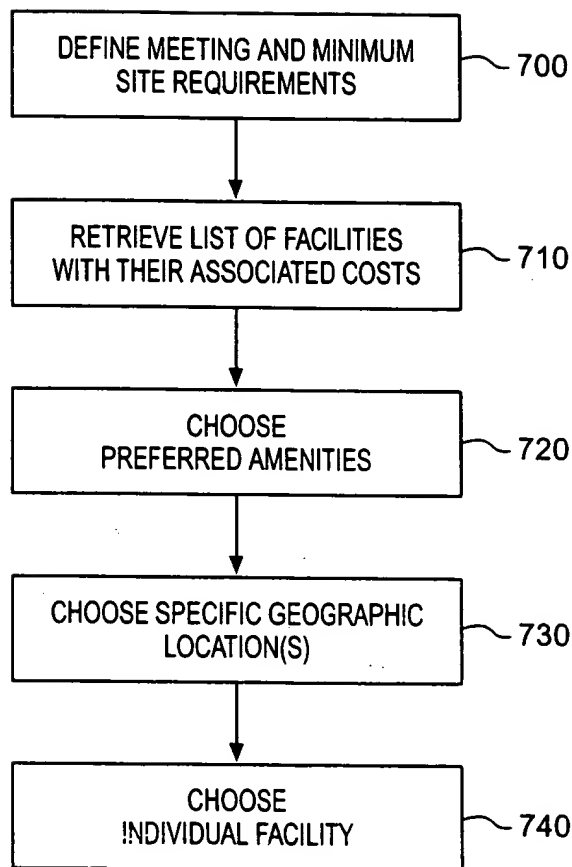 DEFINE MEETING AND MINIMUM
SITE REQUIREMENTS
700
RETRIEVE LIST OF FACILITIES
WITH THEIR ASSOCIATED COSTS
710
CHOOSE
PREFERRED AMENITIES
720
CHOOSE SPECIFIC GEOGRAPHIC
LOCATION(S)
730
CHOOSE
INDIVIDUAL FACILITY
740